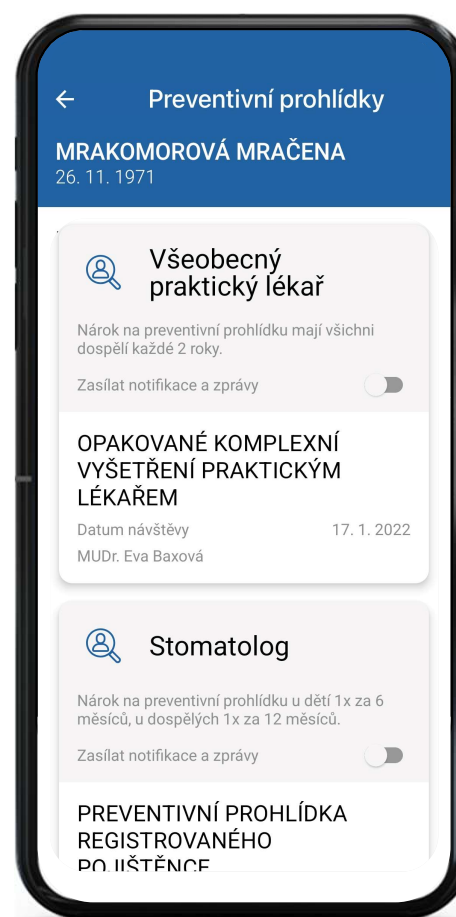 Preventivní prohlídky
MRAKOMOROVÁ MRAČENA
26. 11. 1971
Všeobecný
praktický lékař
Nárok na preventivní prohlídku mají všichni
dospělí každé 2 roky.
Zasílat notifikace a zprávy
OPAKOVANÉ KOMPLEXNÍ
VYŠETŘENÍ PRAKTICKÝM
LÉKAŘEM
Datum návštěvy 17. 1. 2022
MUDr. Eva Baxová
Stomatolog
Nárok na preventivní prohlídku u dětí 1x za 6
měsíců, u dospělých 1x za 12 měsíců.
Zasílat notifikace a zprávy
PREVENTIVNÍ PROHLÍDKA
REGISTROVANÉHO
POJIŠTĚNCE